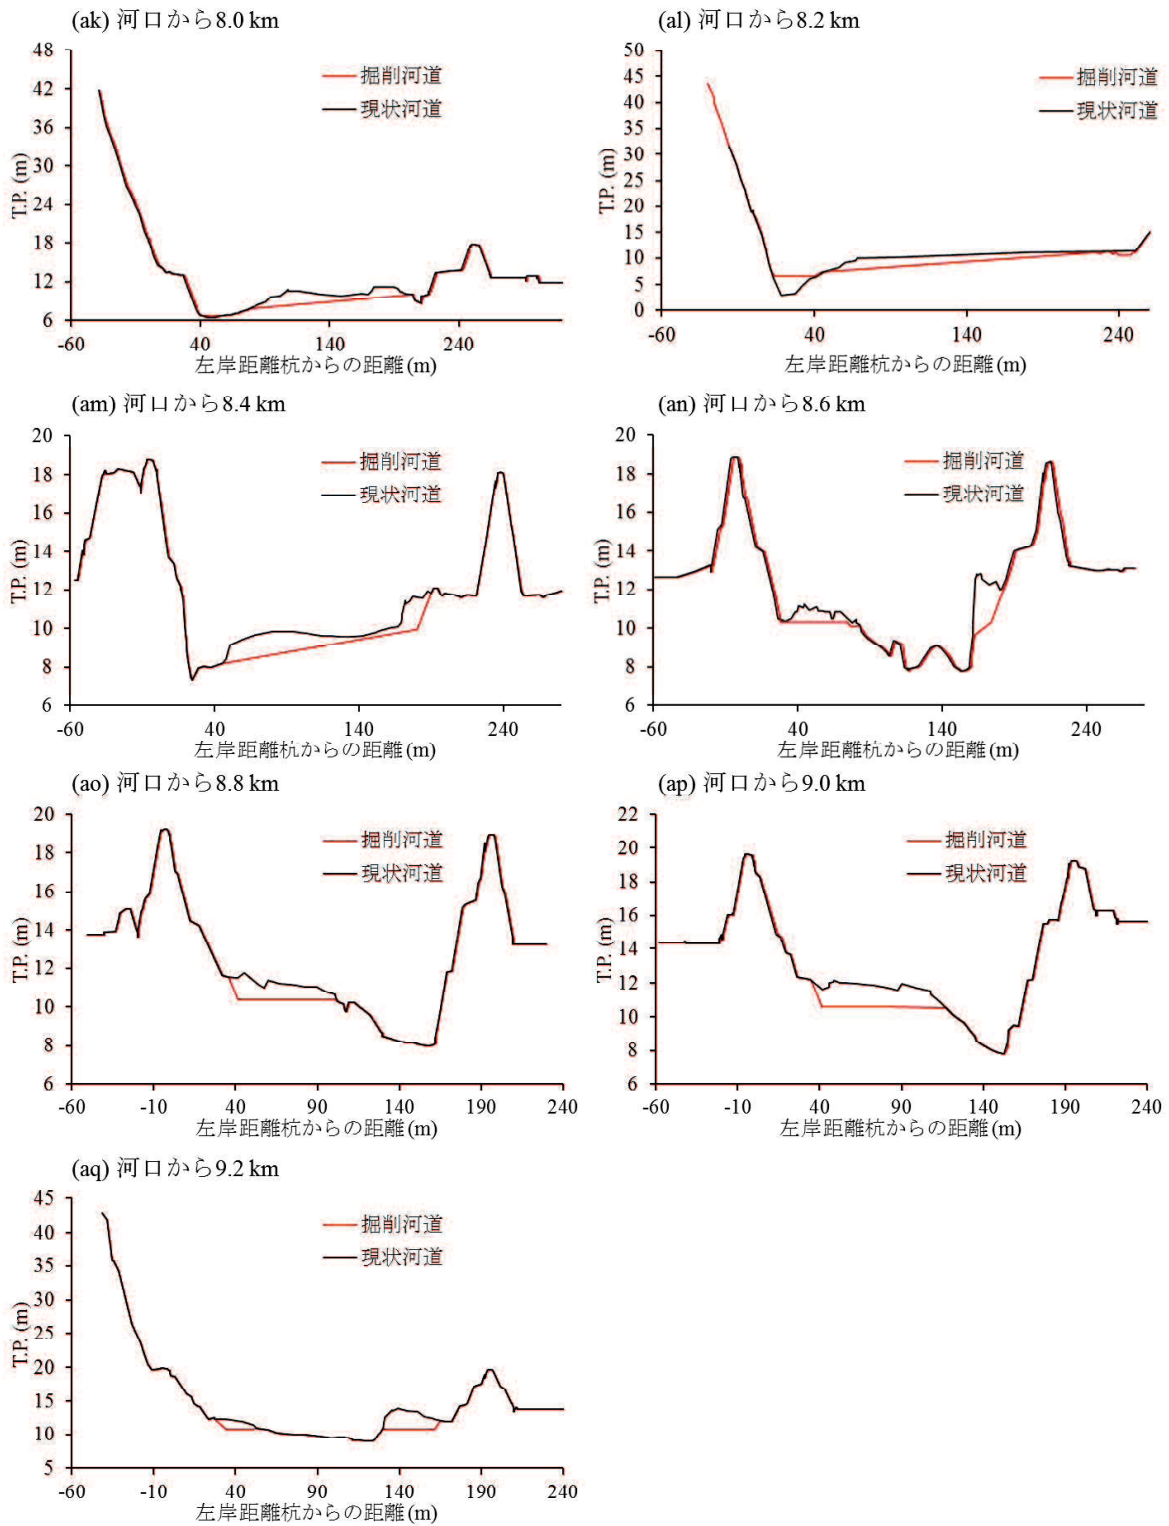 (ak) 河口から8.0 km
48
42
36
30
24
18
12
6
T.P. (m)
掘削河道
現状河道
-60
40
140
240
左岸距離杭からの距離(m)
(al) 河口から8.2 km
50
45
40
35
30
25
20
15
10
5
0
T.P. (m)
掘削河道
現状河道
-60
40
140
240
左岸距離杭からの距離(m)
(am) 河口から8.4 km
20
18
16
14
12
10
8
6
T.P. (m)
掘削河道
現状河道
-60
40
140
240
左岸距離杭からの距離(m)
(an) 河口から8.6 km
20
18
16
14
12
10
8
6
T.P. (m)
掘削河道
現状河道
-60
40
140
240
左岸距離杭からの距離(m)
(ao) 河口から8.8 km
20
18
16
14
12
10
8
6
T.P. (m)
掘削河道
現状河道
-60
-10
40
90
140
190
240
左岸距離杭からの距離(m)
(ap) 河口から9.0 km
22
20
18
16
14
12
10
8
6
T.P. (m)
掘削河道
現状河道
-60
-10
40
90
140
190
240
左岸距離杭からの距離(m)
(aq) 河口から9.2 km
45
40
35
30
25
20
15
10
5
T.P. (m)
掘削河道
現状河道
-60
-10
40
90
140
190
240
左岸距離杭からの距離(m)